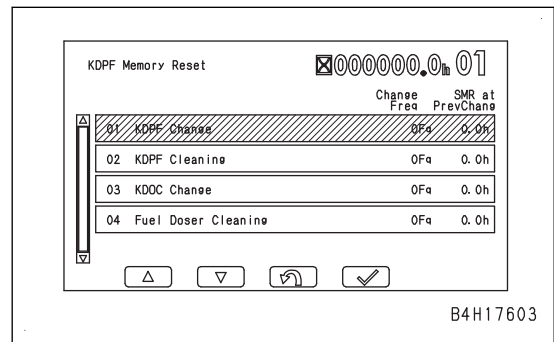 KDPF Memory Reset 000000.0h 01
Change Freq SMR at PrevChang
01 KDPF Change 0Fq 0.0h
02 KDPF Cleaning 0Fq 0.0h
03 KDOC Change 0Fq 0.0h
04 Fuel Doser Cleaning 0Fq 0.0h
B4H17603